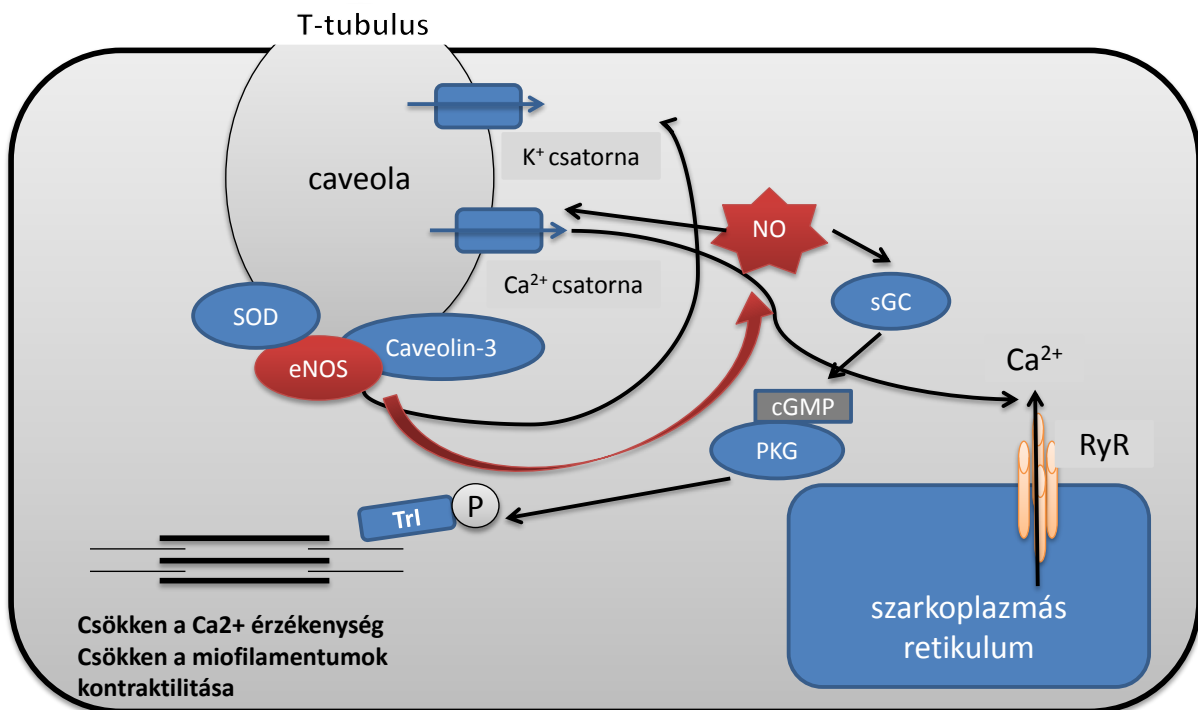 T-tubulus
K⁺ csatorna
caveola
NO
Ca²⁺ csatorna
sGC
SOD
Caveolin-3
eNOS
Ca²⁺
cGMP
RyR
PKG
P
TrI
szarkoplazmás
retikulum
Csökken a Ca2+ érzékenység
Csökken a miofilamentumok
kontraktilitása